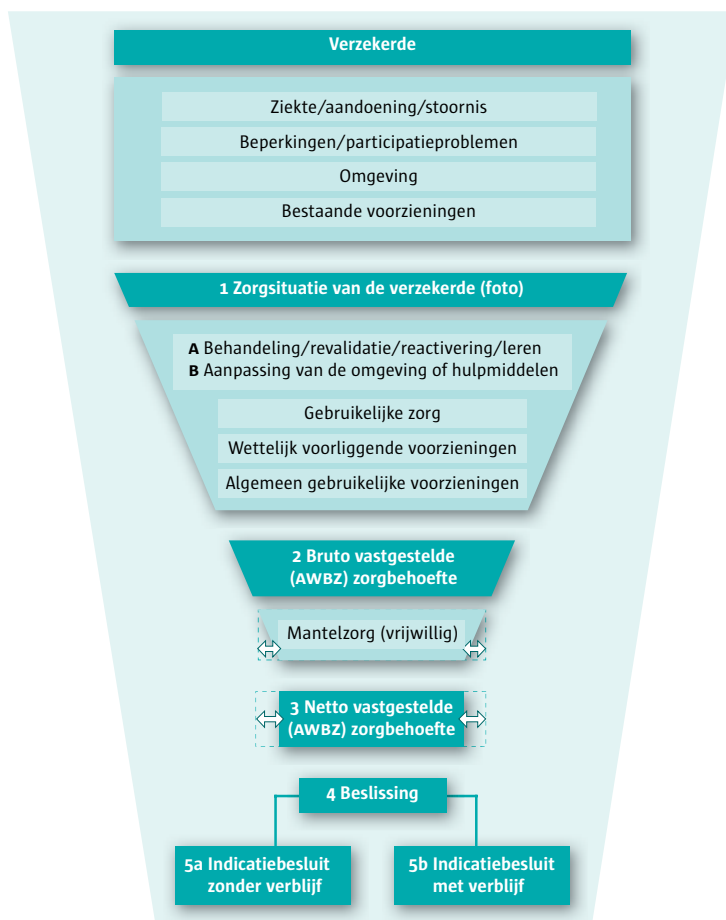 Verzekerde
Ziekte/aandoening/stoornis
Beperkingen/participatieproblemen
Omgeving
Bestaande voorzieningen
1 Zorgsituatie van de verzekerde (foto)
A Behandeling/revalidatie/reactivering/leren
B Aanpassing van de omgeving of hulpmiddelen
Gebruikelijke zorg
Wettelijk voorliggende voorzieningen
Algemeen gebruikelijke voorzieningen
2 Bruto vastgestelde
(AWBZ) zorgbehoefte
Mantelzorg (vrijwillig)
3 Netto vastgestelde
(AWBZ) zorgbehoefte
4 Beslissing
5a Indicatiebesluit
zonder verblijf
5b Indicatiebesluit
met verblijf